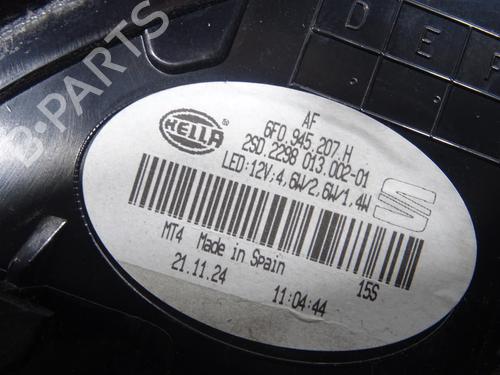 B-PARTS
D E F
HELLA
AF
6F0 945 207 H
2SD 2298 013.002-01
LED:12V:4,6W/2,6W/1,4W
MT4 Made in Spain
21.11.24 11:04:44 15S